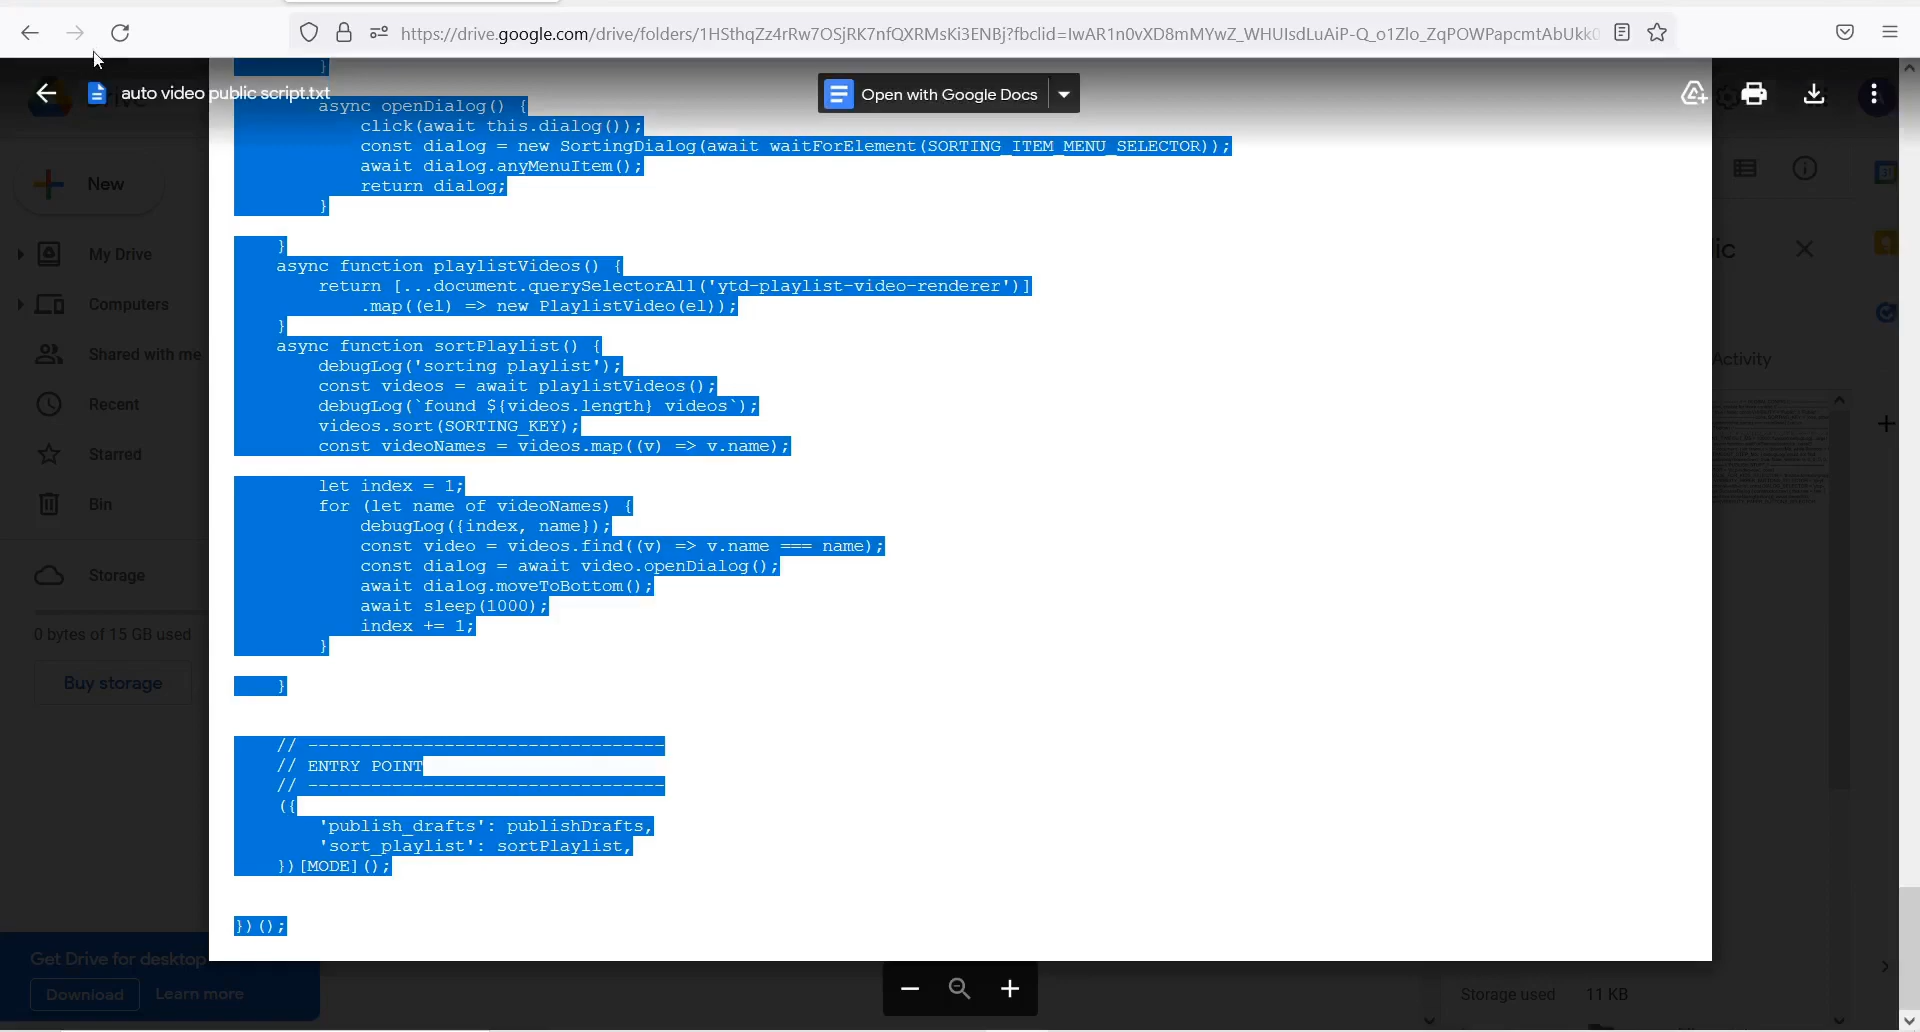 https://drive.google.com/drive/folders/1HSthqZz4rRw7OSjRK7nfQXRMsKi3ENBj?fbclid=IwAR1n0vXD8mMYwZ_WHUIsdLuAiP-Q_o1Zlo_ZqPOWPapcmtAbUkk0
}
auto video public script.txt
Open with Google Docs
async openDialog() {
click(await this.dialog());
const dialog = new SortingDialog(await waitForElement(SORTING_ITEM_MENU_SELECTOR));
await dialog.anyMenuItem();
return dialog;
}
New
My Drive
Computers
Shared with me
Recent
Starred
Bin
Storage
0 bytes of 15 GB used
Buy storage
}
async function playlistVideos() {
return [...document.querySelectorAll('ytd-playlist-video-renderer')]
.map((el) => new PlaylistVideo(el));
}
async function sortPlaylist() {
debugLog('sorting playlist');
const videos = await playlistVideos();
debugLog(`found ${videos.length} videos`);
videos.sort(SORTING_KEY);
const videoNames = videos.map((v) => v.name);
let index = 1;
for (let name of videoNames) {
debugLog({index, name});
const video = videos.find((v) => v.name === name);
const dialog = await video.openDialog();
await dialog.moveToBottom();
await sleep(1000);
index += 1;
}
}
// ----------------------------------
// ENTRY POINT
// ----------------------------------
({
'publish_drafts': publishDrafts,
'sort_playlist': sortPlaylist,
})[MODE]();
})();
Activity
Get Drive for desktop
Download
Learn more
Storage used 11 KB